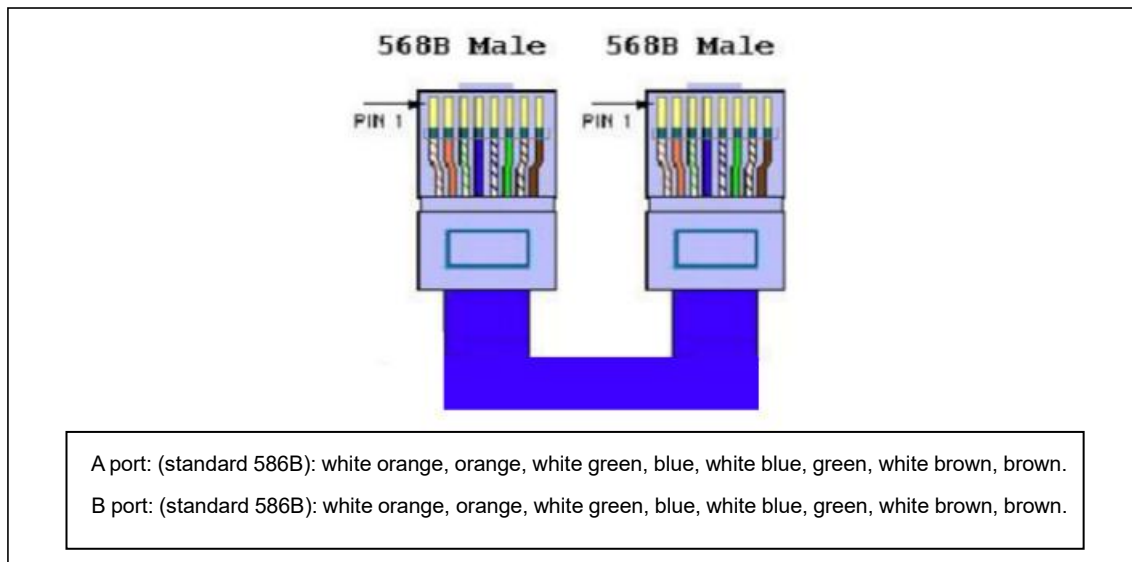 568B Male 568B Male
PIN 1 PIN 1
A port: (standard 586B): white orange, orange, white green, blue, white blue, green, white brown, brown.
B port: (standard 586B): white orange, orange, white green, blue, white blue, green, white brown, brown.